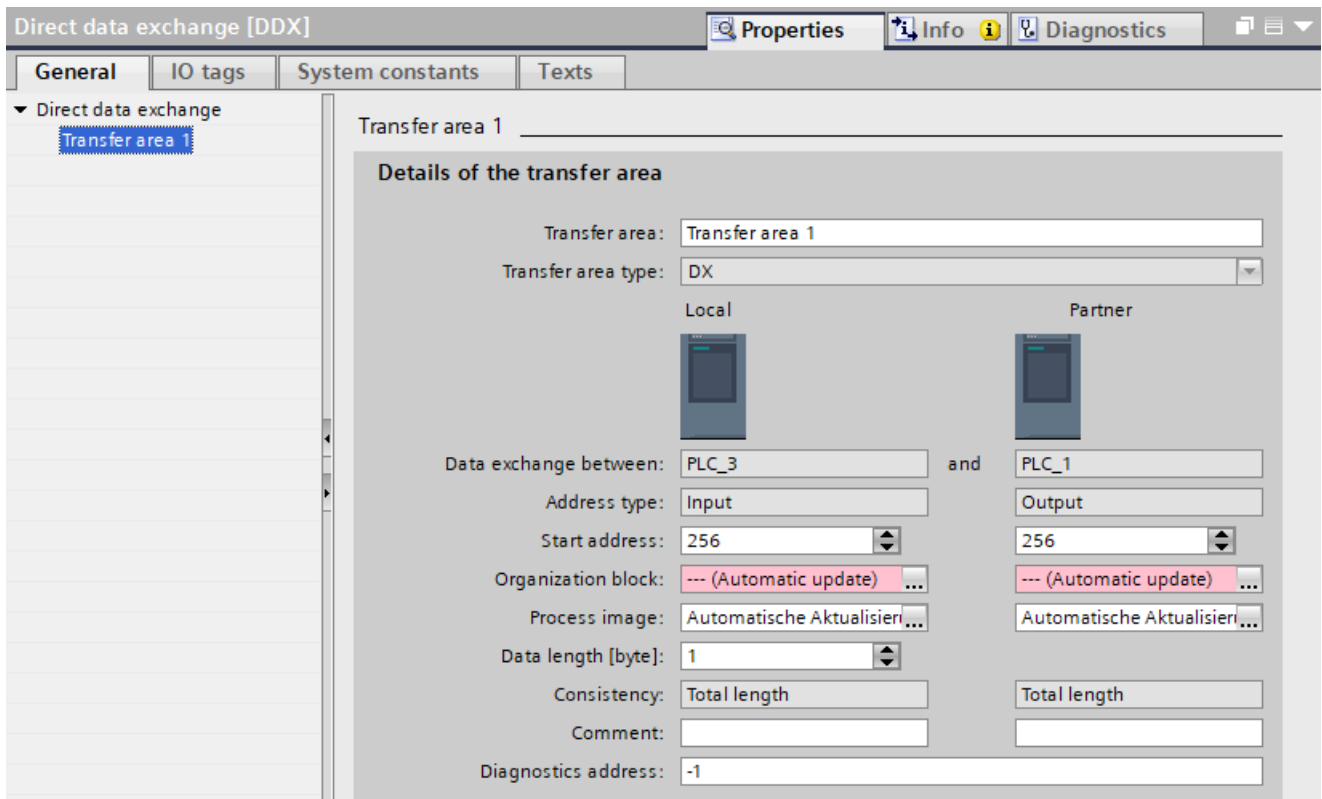 Direct data exchange [DDX]
Properties
Info
Diagnostics
General
IO tags
System constants
Texts
Direct data exchange
Transfer area 1
Transfer area 1
Details of the transfer area
Transfer area: Transfer area 1
Transfer area type: DX
Local Partner
Data exchange between: PLC_3 and PLC_1
Address type: Input Output
Start address: 256 256
Organization block: --- (Automatic update) ... --- (Automatic update) ...
Process image: Automatische Aktualisier ... Automatische Aktualisier ...
Data length [byte]: 1
Consistency: Total length Total length
Comment:
Diagnostics address: -1